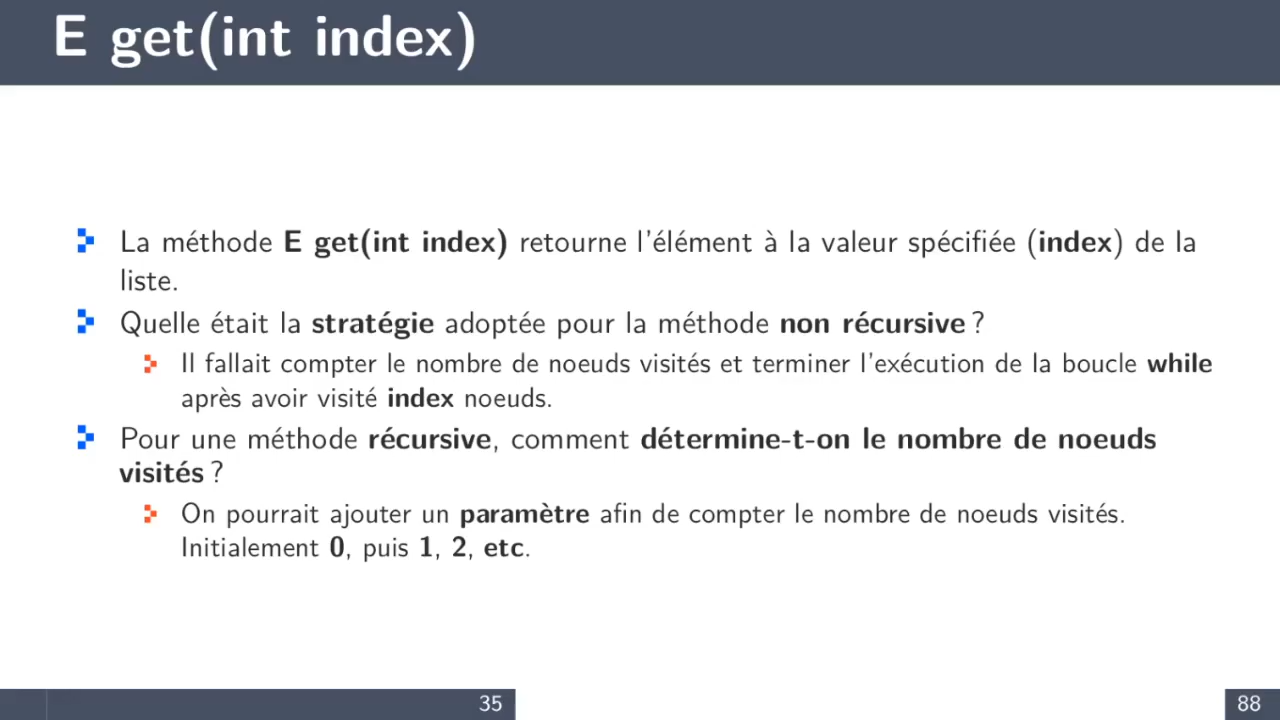 E get(int index)
La méthode E get(int index) retourne l'élément à la valeur spécifiée (index) de la
liste.
Quelle était la stratégie adoptée pour la méthode non récursive ?
Il fallait compter le nombre de noeuds visités et terminer l'exécution de la boucle while
après avoir visité index noeuds.
Pour une méthode récursive, comment détermine-t-on le nombre de noeuds
visités ?
On pourrait ajouter un paramètre afin de compter le nombre de noeuds visités.
Initialement 0, puis 1, 2, etc.
35
88